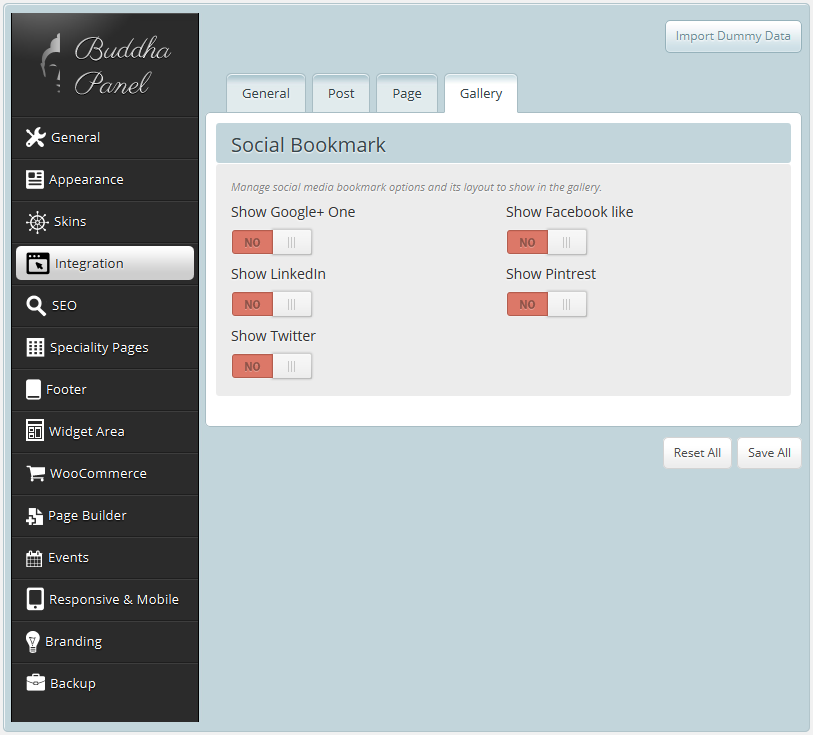 Buddha
Panel
General
Appearance
Skins
Integration
SEO
Speciality Pages
Footer
Widget Area
WooCommerce
Page Builder
Events
Responsive & Mobile
Branding
Backup
Import Dummy Data
General Post Page Gallery
Social Bookmark
Manage social media bookmark options and its layout to show in the gallery.
Show Google+ One Show Facebook like
NO NO
Show LinkedIn Show Pintrest
NO NO
Show Twitter
NO
Reset All Save All